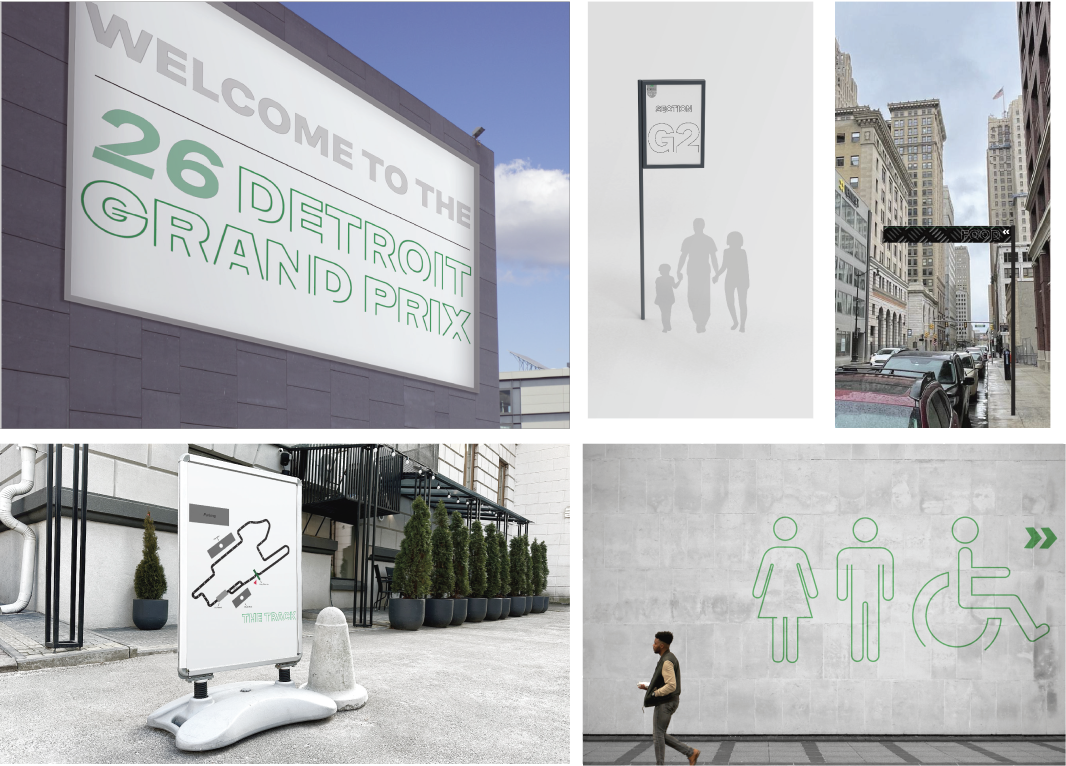 WELCOME TO THE
26 DETROIT
GRAND PRIX
SECTION
G2
FOOD
THE TRACK